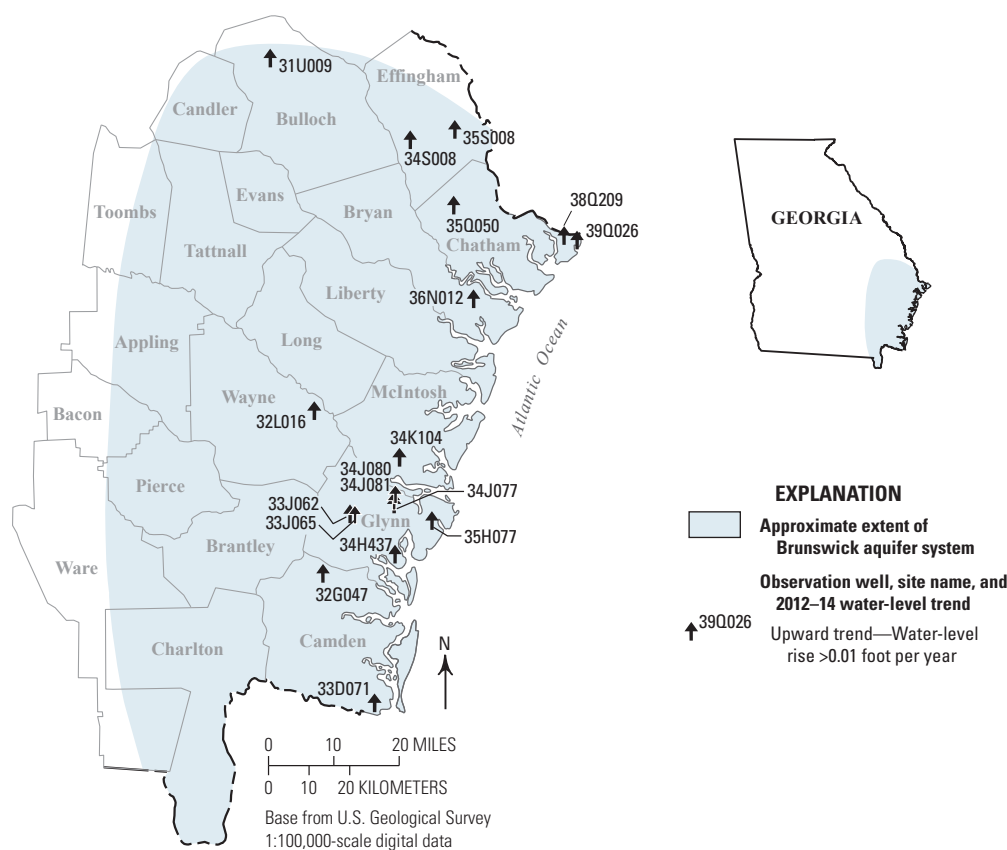 31U009
Effingham
Candler
Bulloch
35S008
34S008
Evans
38Q209
Toombs
Bryan
35Q050
39Q026
Tattnall
Chatham
GEORGIA
Liberty
36N012
Appling
Long
Atlantic Ocean
Wayne
McIntosh
Bacon
32L016
34K104
34J080
34J081
34J077
Pierce
33J062
33J065
Glynn
35H077
34H437
Brantley
Ware
32G047
Camden
Charlton
N
33D071
0 10 20 MILES
0 10 20 KILOMETERS
Base from U.S. Geological Survey
1:100,000-scale digital data
EXPLANATION
Approximate extent of
Brunswick aquifer system
Observation well, site name, and
2012–14 water-level trend
39Q026
Upward trend—Water-level
rise >0.01 foot per year